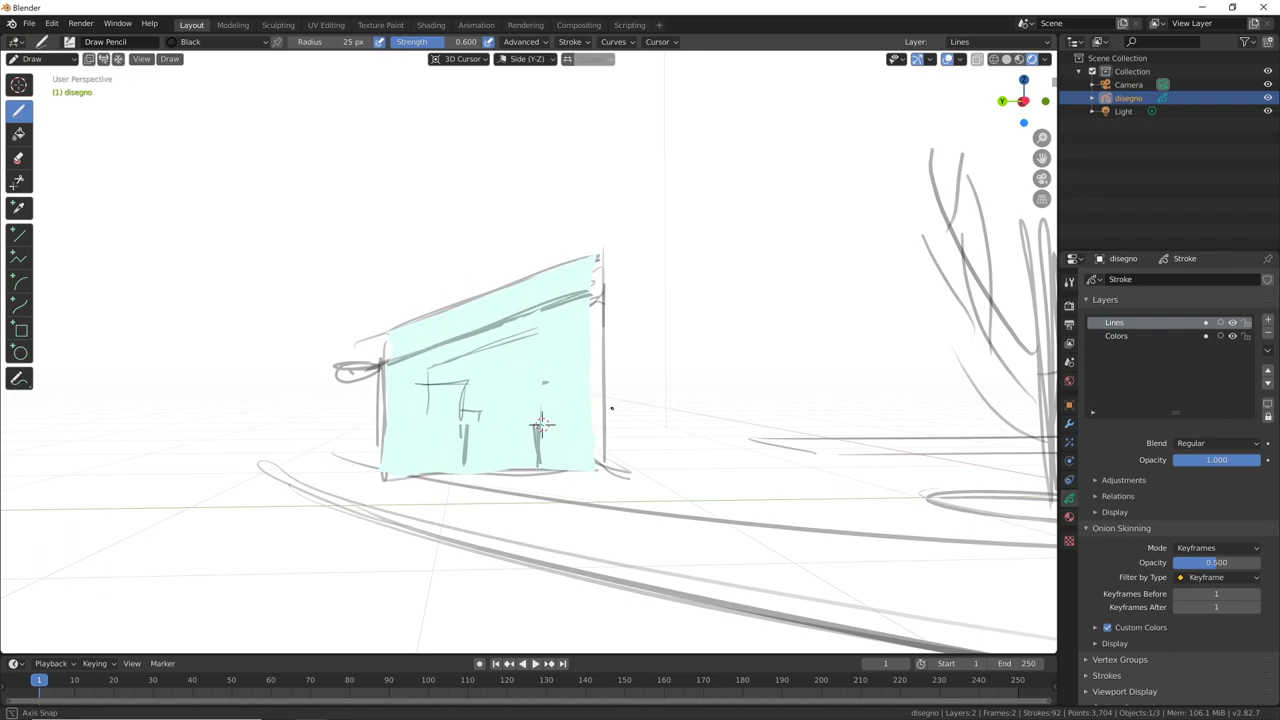 Blender
File Edit Render Window Help
Layout Modeling Sculpting UV Editing Texture Paint Shading Animation Rendering Compositing Scripting +
Scene View Layer
Draw Pencil Black Radius 25 px Strength 0.600 Advanced Stroke Curves Cursor Layer: Lines
Draw View Draw 3D Cursor Side (Y-Z)
User Perspective
(1) disegno
Z
Y
Scene Collection
Collection
Camera
disegno
Light
disegno Stroke
Stroke
Layers
Lines
Colors
Blend Regular
Opacity 1.000
Adjustments
Relations
Display
Onion Skinning
Mode Keyframes
Opacity 0.500
Filter by Type Keyframe
Keyframes Before 1
Keyframes After 1
Custom Colors
Display
Vertex Groups
Strokes
Viewport Display
Playback Keying View Marker 1 Start 1 End 250
1 10 20 30 40 50 60 70 80 90 100 110 120 130 140 150 160 170 180 190 200 210 220 230 240 250
Axis Snap disegno | Layers:2 | Frames:2 | Strokes:92 | Points:3,704 | Objects:1/3 | Mem: 106.1 MiB | v2.82.7